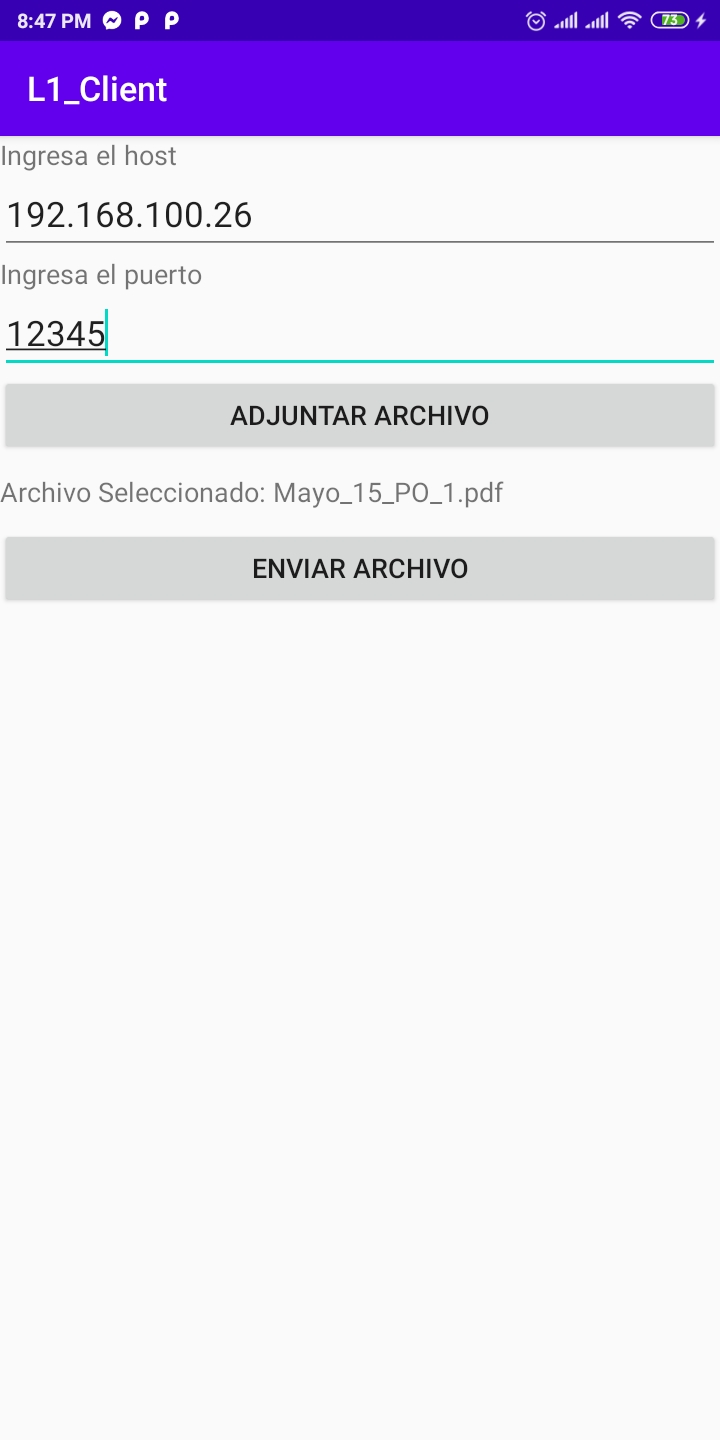 8:47 PM 73
L1_Client
Ingresa el host
192.168.100.26
Ingresa el puerto
12345
ADJUNTAR ARCHIVO
Archivo Seleccionado: Mayo_15_PO_1.pdf
ENVIAR ARCHIVO